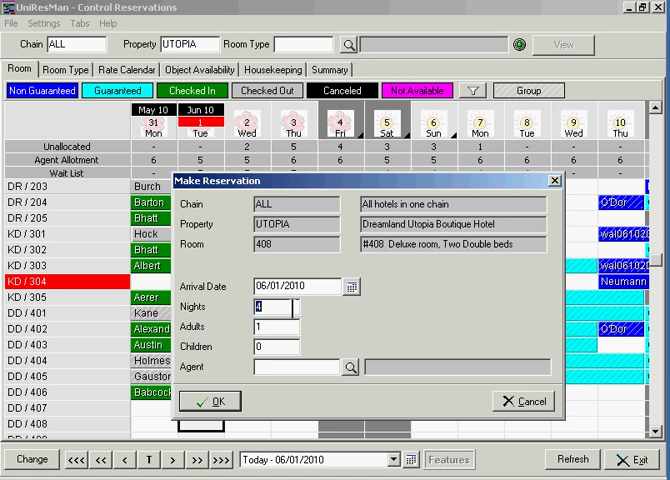 UniResMan - Control Reservations
File Settings Tabs Help
Chain ALL Property UTOPIA Room Type View
Room Room Type Rate Calendar Object Availability Housekeeping Summary
Non Guaranteed Guaranteed Checked In Checked Out Canceled Not Available Group
May 10 Jun 10
31 1 2 3 4 5 6 7 8 9 10
Mon Tue Wed Thu Fri Sat Sun Mon Tue Wed Thu
Unallocated - - 2 5 4 3 3 1 - - -
Agent Allotment 6 5 5 5 5 5 6 6 6 6 6
Wait List
DR / 203 Burch
DR / 204 Barton O'Dor
DR / 205 Bhatt
KD / 301 Hock wal061020
KD / 302 Bhatt
KD / 303 Albert wal061020
KD / 304 Neumann
KD / 305 Aerer
DD / 401 Kane
DD / 402 Alexand O'Dor
DD / 403 Austin
DD / 404 Holmes
DD / 405 Gauston
DD / 406 Babcock
DD / 407
DD / 408
Make Reservation
Chain ALL All hotels in one chain
Property UTOPIA Dreamland Utopia Boutique Hotel
Room 408 #408 Deluxe room, Two Double beds
Arrival Date 06/01/2010
Nights 4
Adults 1
Children 0
Agent
OK Cancel
Change <<< << < T > >> >>> Today - 06/01/2010 Features Refresh Exit